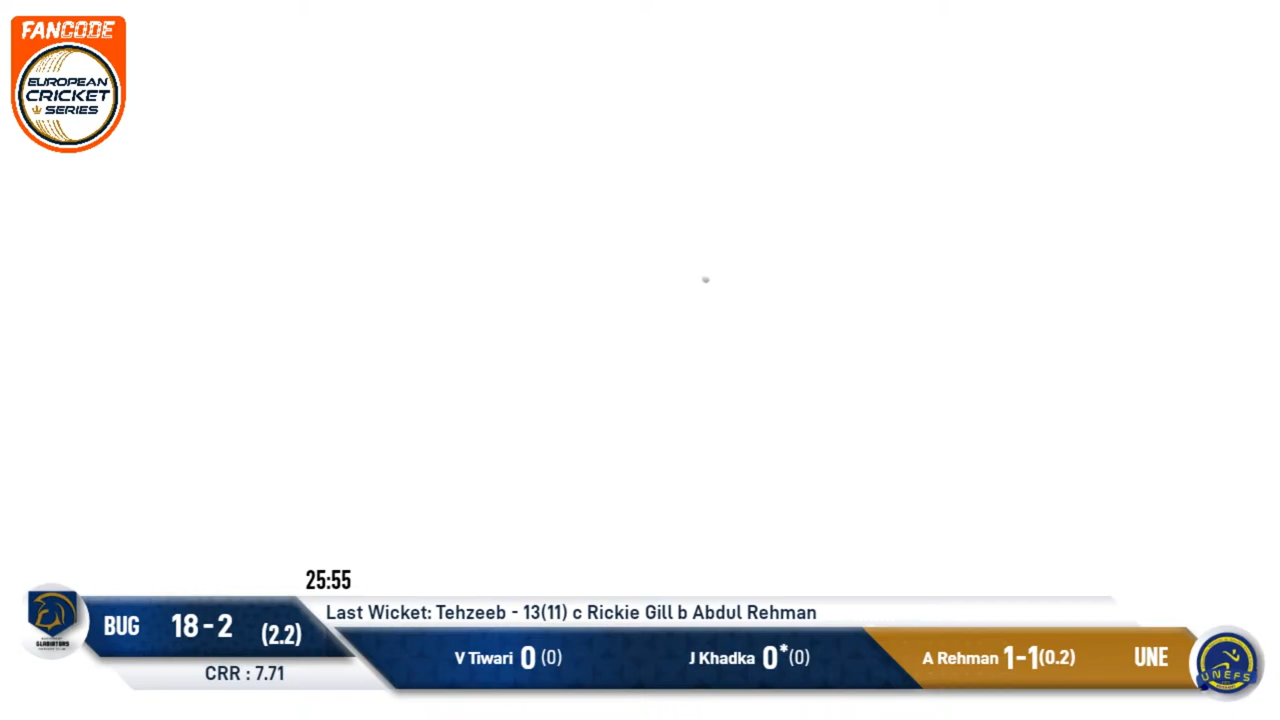 FANCODE
EUROPEAN
CRICKET
SERIES
25:55
Last Wicket: Tehzeeb - 13(11) c Rickie Gill b Abdul Rehman
BUG 18-2 (2.2)
V Tiwari 0 (0) J Khadka 0*(0) A Rehman 1-1(0.2) UNE
CRR : 7.71
GLADIATORS
UNEFS